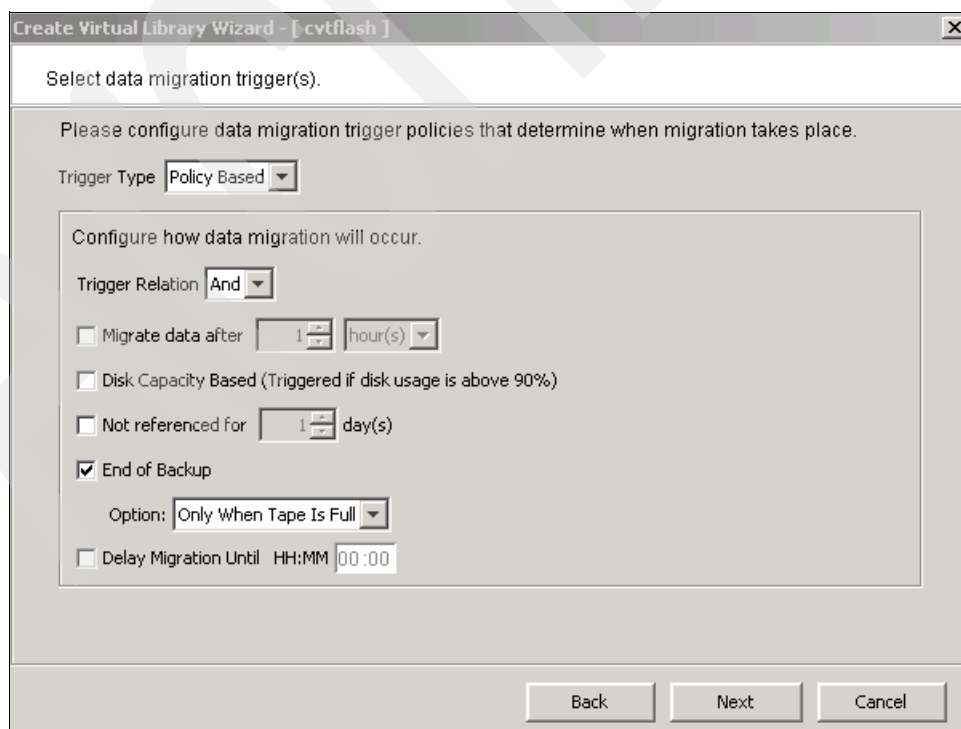 Create Virtual Library Wizard - [ cvtflash ]
Select data migration trigger(s).
Please configure data migration trigger policies that determine when migration takes place.
Trigger Type Policy Based
Configure how data migration will occur.
Trigger Relation And
Migrate data after 1 hour(s)
Disk Capacity Based (Triggered if disk usage is above 90%)
Not referenced for 1 day(s)
End of Backup
Option: Only When Tape Is Full
Delay Migration Until HH:MM 00:00
Back Next Cancel